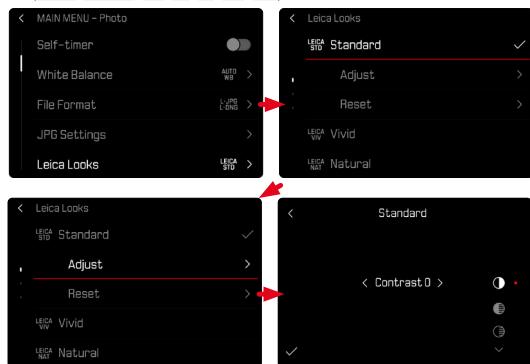 MAIN MENU - Photo
Self-timer
White Balance AUTO WB
File Format L-JPG L-DNG
JPG Settings
Leica Looks LEICA STD
Leica Looks
LEICA STD Standard
Adjust
Reset
LEICA VIV Vivid
LEICA NAT Natural
Leica Looks
LEICA STD Standard
Adjust
Reset
LEICA VIV Vivid
LEICA NAT Natural
Standard
Contrast 0